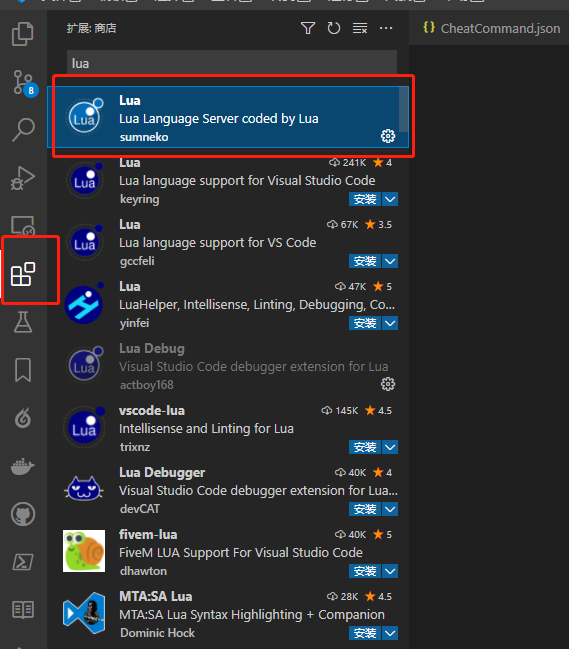 扩展: 商店
CheatCommand.json
lua
8
Lua
Lua Language Server coded by Lua
sumneko
Lua 241K 4
Lua language support for Visual Studio Code
keyring 安装
Lua 67K 3.5
Lua language support for VS Code
gccfeli 安装
Lua 47K 5
LuaHelper, Intellisense, Linting, Debugging, Co...
yinfei 安装
Lua Debug
Visual Studio Code debugger extension for Lua
actboy168
vscode-lua 145K 4.5
Intellisense and Linting for Lua
trixnz 安装
Lua Debugger 40K 4
Visual Studio Code debugger extension for Lua...
devCAT 安装
fivem-lua 40K 5
FiveM LUA Support For Visual Studio Code
dhawton 安装
MTA:SA Lua 28K 4.5
MTA:SA Lua Syntax Highlighting + Companion
Dominic Hock 安装